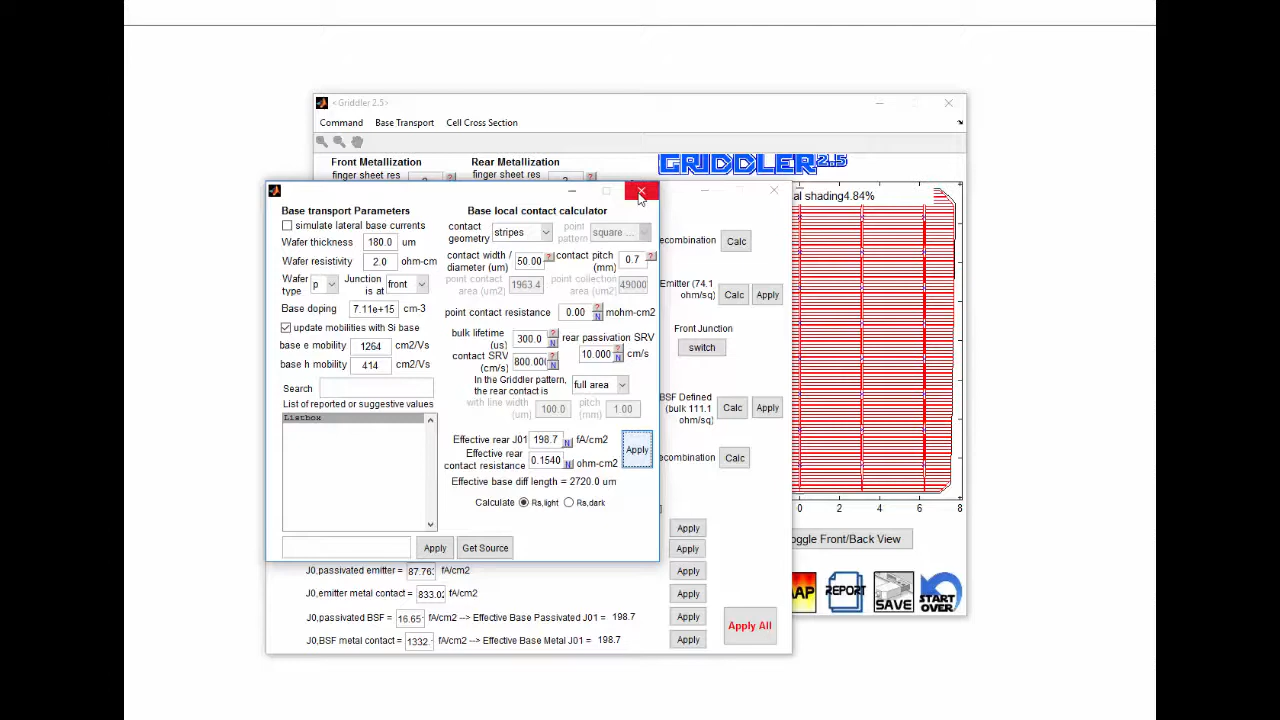 < Griddler 2.5>
Command Base Transport Cell Cross Section
Front Metallization Rear Metallization
finger sheet res finger sheet res
GRIDDLER 2.5
al shading4.84%
Base transport Parameters Base local contact calculator
simulate lateral base currents
contact geometry stripes point pattern square ...
Wafer thickness 180.0 um
Wafer resistivity 2.0 ohm-cm
contact width / diameter (um) 50.00 ? contact pitch (mm) 0.7 ?
Wafer type p Junction is at front
point contact area (um2) 1963.4 point collection area (um2) 49000
Base doping 7.11e+15 cm-3
point contact resistance 0.00 ? N mohm-cm2
update mobilities with Si base
base e mobility 1264 cm2/Vs
base h mobility 414 cm2/Vs
bulk lifetime (us) 300.0 ? N rear passivation SRV 10.000 ? N cm/s
contact SRV (cm/s) 800.00 ? N
Search
In the Griddler pattern, the rear contact is full area
List of reported or suggestive values
Listbox
with line width (um) 100.0 pitch (mm) 1.00
Effective rear J01 198.7 N fA/cm2
Effective rear contact resistance 0.1540 N ohm-cm2
Apply
Effective base diff length = 2720.0 um
Calculate Rs,light Rs,dark
Apply Get Source
ecombination Calc
Emitter (74.1 ohm/sq) Calc Apply
Front Junction
switch
BSF Defined (bulk 111.1 ohm/sq) Calc Apply
ecombination Calc
0 2 4 6 8
oggle Front/Back View
Apply
Apply
J0,passivated emitter = 87.76 fA/cm2 Apply
J0,emitter metal contact = 833.02 fA/cm2 Apply
J0,passivated BSF = 16.65 fA/cm2 --> Effective Base Passivated J01 = 198.7 Apply
J0,BSF metal contact = 1332. fA/cm2 --> Effective Base Metal J01 = 198.7 Apply
Apply All
AP REPORT SAVE START OVER